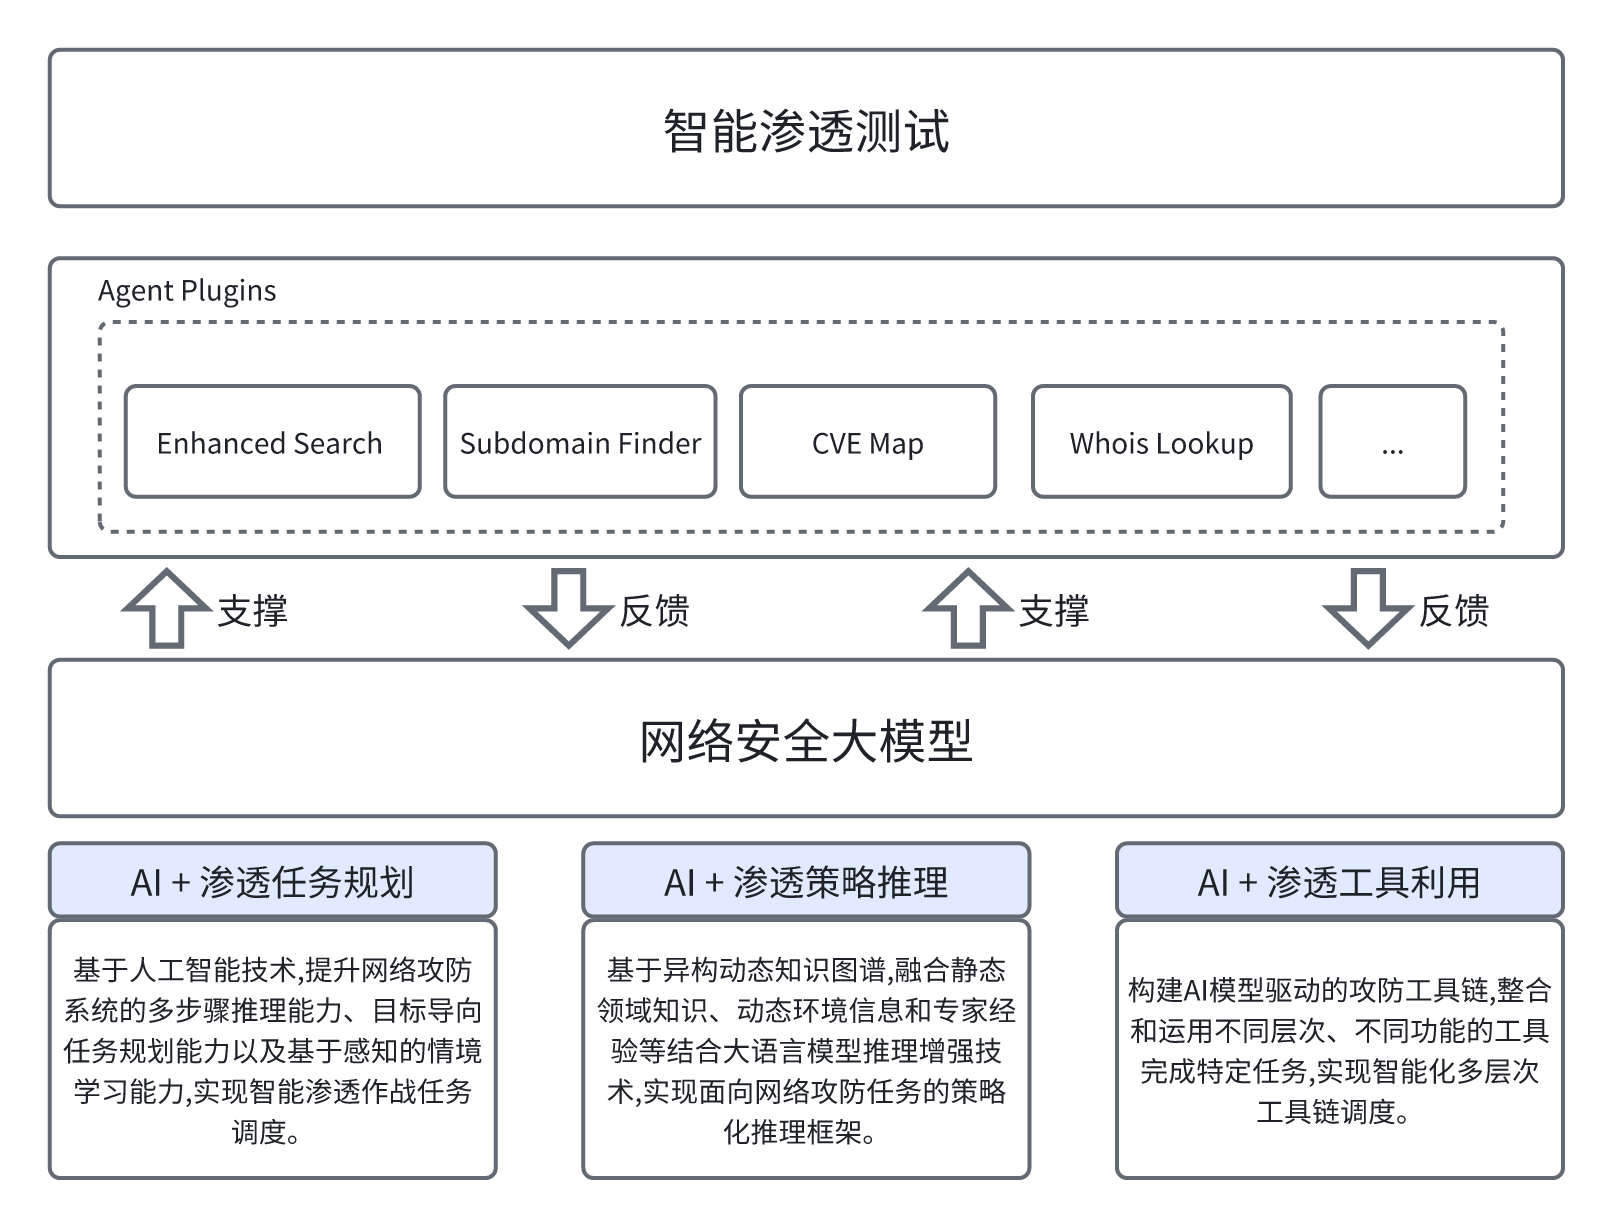 智能渗透测试
Agent Plugins
Enhanced Search
Subdomain Finder
CVE Map
Whois Lookup
...
支撑
反馈
支撑
反馈
网络安全大模型
AI + 渗透任务规划
基于人工智能技术,提升网络攻防
系统的多步骤推理能力、目标导向
任务规划能力以及基于感知的情境
学习能力,实现智能渗透作战任务
调度。
AI + 渗透策略推理
基于异构动态知识图谱,融合静态
领域知识、动态环境信息和专家经
验等结合大语言模型推理增强技
术,实现面向网络攻防任务的策略
化推理框架。
AI + 渗透工具利用
构建AI模型驱动的攻防工具链,整合
和运用不同层次、不同功能的工具
完成特定任务,实现智能化多层次
工具链调度。